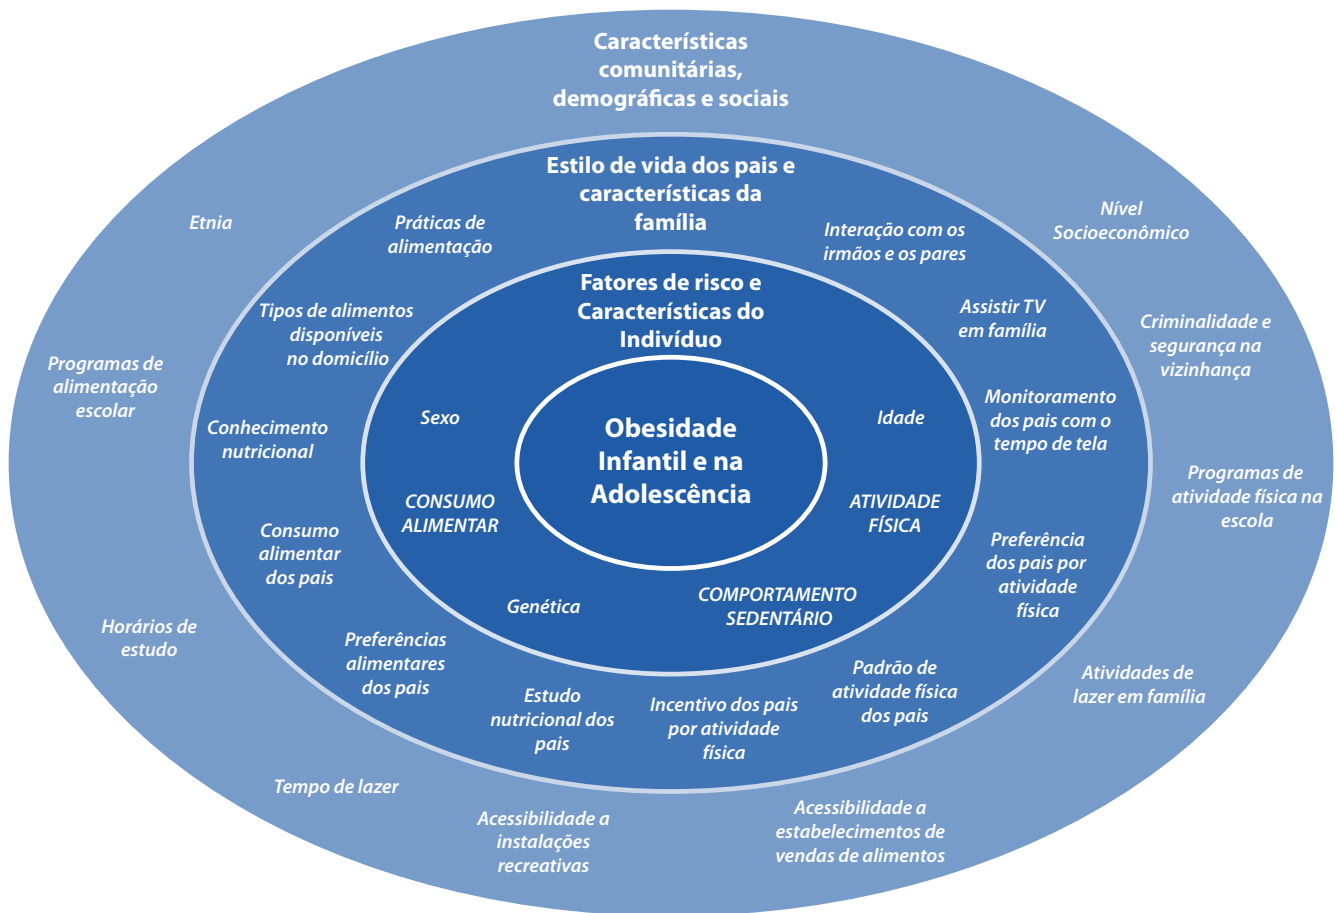 Características
comunitárias,
demográficas e sociais
Estilo de vida dos pais e
características da
família
Fatores de risco e
Características do
Indivíduo
Obesidade
Infantil e na
Adolescência
Etnia
Programas de
alimentação
escolar
Horários de
estudo
Tempo de lazer
Acessibilidade a
instalações
recreativas
Acessibilidade a
estabelecimentos de
vendas de alimentos
Atividades de
lazer em família
Programas de
atividade física na
escola
Criminalidade e
segurança na
vizinhança
Nível
Socioeconômico
Práticas de
alimentação
Tipos de alimentos
disponíveis
no domicílio
Conhecimento
nutricional
Consumo
alimentar
dos pais
Preferências
alimentares
dos pais
Estudo
nutricional dos
pais
Incentivo dos pais
por atividade
física
Padrão de
atividade física
dos pais
Preferência
dos pais por
atividade
física
Monitoramento
dos pais com o
tempo de tela
Assistir TV
em família
Interação com os
irmãos e os pares
Sexo
CONSUMO
ALIMENTAR
Genética
COMPORTAMENTO
SEDENTÁRIO
ATIVIDADE
FÍSICA
Idade